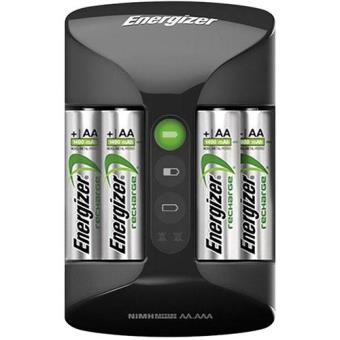 Energizer
+ AA
1400 mAh
Energizer
recharge
+ AA
1400 mAh
Energizer
recharge
+ AA
1400 mAh
Energizer
recharge
AA
1400 mAh
Energizer
recharge
NIMH
AA, AAA